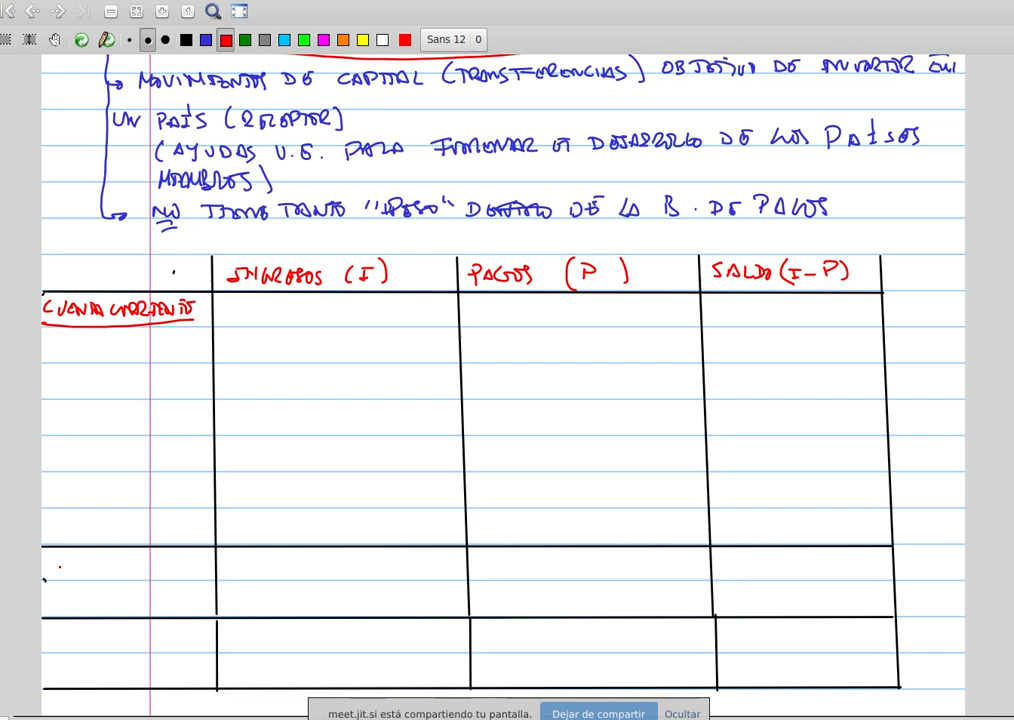 Sans 12 0
MOVIMIENTOS DE CAPITAL (TRANSFERENCIAS) OBJETIVO DE INVERTIR EN
UN PAÍS (RECEPTOR)
(AYUDAS U.E. PARA FOMENTAR EL DESARROLLO DE LOS PAÍSES
MIEMBROS)
NO TIENE TANTO "PESO" DENTRO DE LA B. DE PAGOS
INGRESOS (I) PAGOS (P) SALDO (I-P)
CUENTA CORRIENTE
meet.jit.si está compartiendo tu pantalla. Dejar de compartir Ocultar